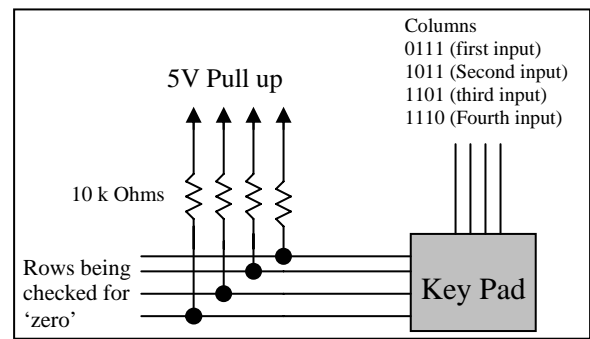 Columns
0111 (first input)
1011 (Second input)
1101 (third input)
1110 (Fourth input)
5V Pull up
10 k Ohms
Rows being
checked for
‘zero’
Key Pad